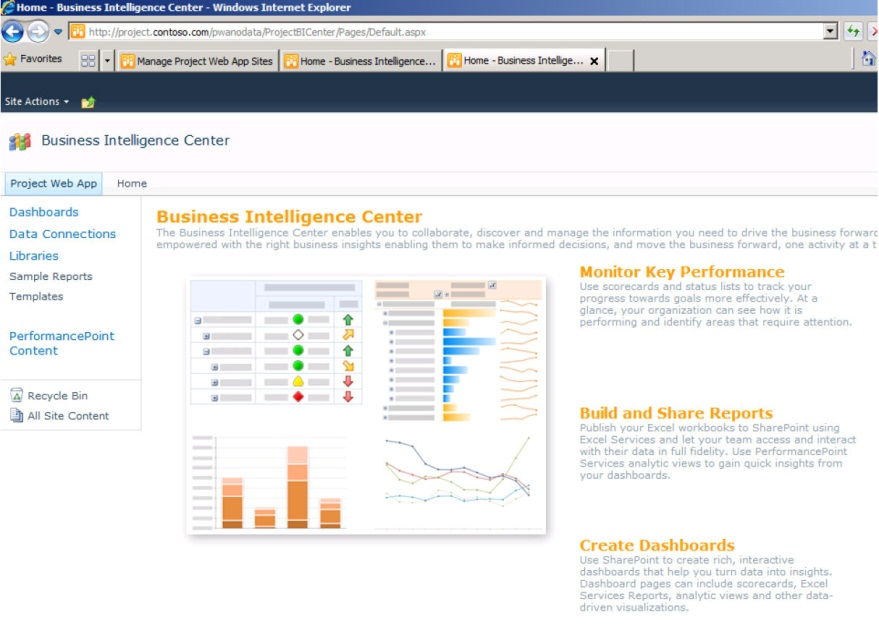 Home - Business Intelligence Center - Windows Internet Explorer
http://project.contoso.com/pwanodata/ProjectBICenter/Pages/Default.aspx
Favorites
Manage Project Web App Sites
Home - Business Intelligence...
Home - Business Intellige...
Site Actions
Business Intelligence Center
Project Web App
Home
Dashboards
Data Connections
Libraries
Sample Reports
Templates
PerformancePoint
Content
Recycle Bin
All Site Content
Business Intelligence Center
The Business Intelligence Center enables you to collaborate, discover and manage the information you need to drive the business forward
empowered with the right business insights enabling them to make informed decisions, and move the business forward, one activity at a t
Monitor Key Performance
Use scorecards and status lists to track your
progress towards goals more effectively. At a
glance, your organization can see how it is
performing and identify areas that require attention.
Build and Share Reports
Publish your Excel workbooks to SharePoint using
Excel Services and let your team access and interact
with their data in full fidelity. Use PerformancePoint
Services analytic views to gain quick insights from
your dashboards.
Create Dashboards
Use SharePoint to create rich, interactive
dashboards that help you turn data into insights.
Dashboard pages can include scorecards, Excel
Services Reports, analytic views and other data-
driven visualizations.